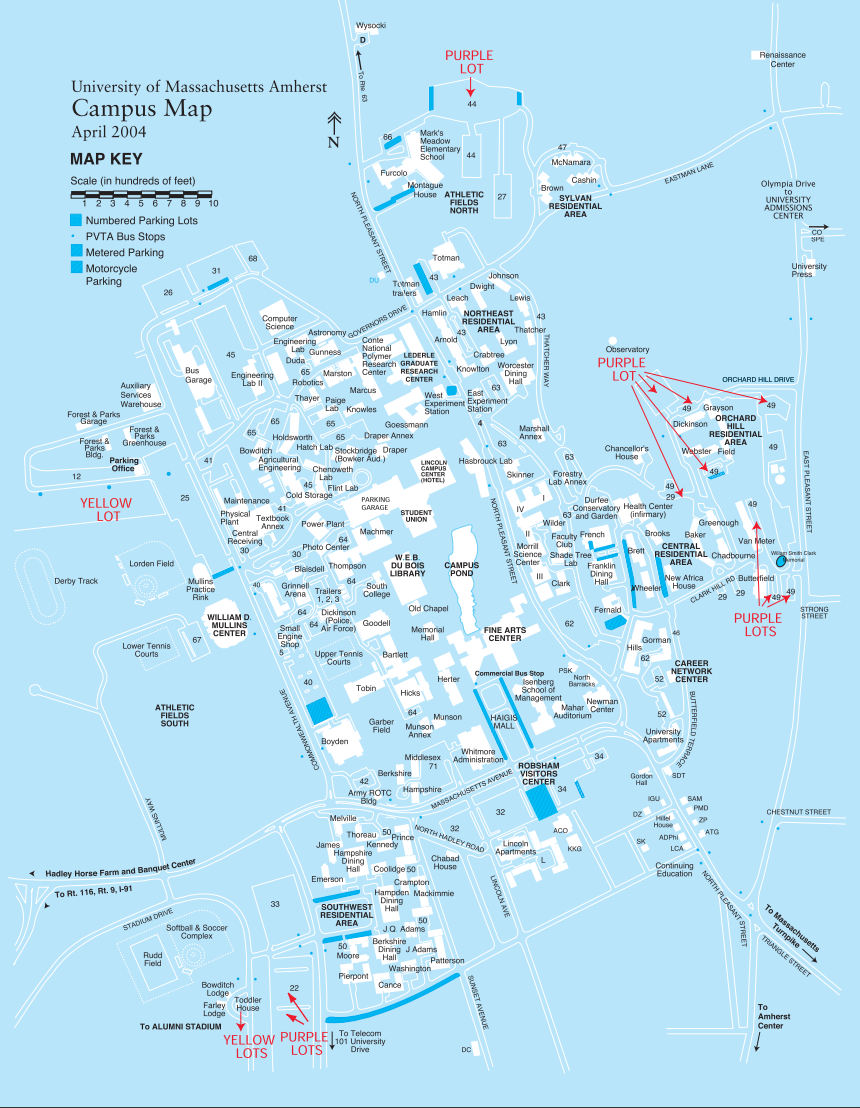 University of Massachusetts Amherst
Campus Map
April 2004
MAP KEY
Scale (in hundreds of feet)
1 2 3 4 5 6 7 8 9 10
Numbered Parking Lots
PVTA Bus Stops
Metered Parking
Motorcycle
Parking
N
Wysocki
D
To Rte. 63
PURPLE
LOT
44
Renaissance
Center
66
Mark's
Meadow
Elementary
School
44
Furcolo
Montague
House
ATHLETIC
FIELDS
NORTH
27
47
McNamara
Cashin
Brown
SYLVAN
RESIDENTIAL
AREA
EASTMAN LANE
Olympia Drive
to
UNIVERSITY
ADMISSIONS
CENTER
CO
SPE
University
Press
NORTH PLEASANT STREET
68
31
26
DU
Totman
43
Totman
trailers
Johnson
Dwight
Leach
Lewis
Hamlin
NORTHEAST
RESIDENTIAL
AREA
43
Thatcher
43
Arnold
Lyon
THATCHER WAY
Crabtree
Knowlton
Worcester
Dining
Hall
63
GOVERNORS DRIVE
Computer
Science
Astronomy
Engineering
Lab
Gunness
Duda
65
Marston
Robotics
Conte
National
Polymer
Research
Center
LEDERLE
GRADUATE
RESEARCH
CENTER
45
Engineering
Lab II
Bus
Garage
Marcus
Thayer
Paige
Lab
Knowles
West
Experiment
Station
East
Experiment
Station
4
Goessmann
65
65
65
65
Draper Annex
Holdsworth
Hatch Lab
Stockbridge
(Bowker Aud.)
Draper
Bowditch
Agricultural
Engineering
Chenoweth
Lab
45
Flint Lab
Cold Storage
Auxiliary
Services
Warehouse
Forest & Parks
Garage
Forest &
Parks
Greenhouse
Forest &
Parks
Bldg.
Parking
Office
12
YELLOW
LOT
41
25
LINCOLN
CAMPUS
CENTER
(HOTEL)
PARKING
GARAGE
STUDENT
UNION
Hasbrouck Lab
63
Marshall
Annex
63
Skinner
Forestry
Lab Annex
Observatory
PURPLE
LOT
ORCHARD HILL DRIVE
49
Grayson
49
Dickinson
ORCHARD
HILL
RESIDENTIAL
AREA
Webster
Field
49
49
Chancellor's
House
49
29
49
EAST PLEASANT STREET
Maintenance
41
Physical
Plant
Textbook
Annex
Central
Receiving
30
Power Plant
64
Photo Center
30
Machmer
I
IV
II
III
Durfee
Conservatory
and Garden
63
Wilder
Health Center
(infirmary)
Greenough
Faculty
Club
French
Brooks
Baker
Van Meter
Shade Tree
Lab
Brett
CENTRAL
RESIDENTIAL
AREA
Chadbourne
William Smith Clark
Memorial
Morrill
Science
Center
Franklin
Dining
Hall
Clark
Wheeler
New Africa
House
Butterfield
CLARK HILL RD
29
29
49
49
STRONG
STREET
PURPLE
LOTS
NORTH PLEASANT STREET
W.E.B.
DU BOIS
LIBRARY
CAMPUS
POND
Lorden Field
Derby Track
Mullins
Practice
Rink
40
Blaisdell
Thompson
Grinnell
Arena
64
Trailers
1, 2, 3
South
College
WILLIAM D.
MULLINS
CENTER
64
Dickinson
(Police,
Air Force)
64
Old Chapel
Goodell
Memorial
Hall
FINE ARTS
CENTER
Fernald
62
67
Lower Tennis
Courts
Small
Engine
Shop
5
Upper Tennis
Courts
Bartlett
46
Gorman
Hills
62
CAREER
NETWORK
CENTER
52
52
University
Apartments
BUTTERFIELD TERRACE
ATHLETIC
FIELDS
SOUTH
COMMONWEALTH AVENUE
40
Tobin
Herter
Hicks
Commercial Bus Stop
Isenberg
School of
Management
PSK
North
Barracks
Newman
Center
Mahar
Auditorium
HAIGIS
MALL
64
Munson
Garber
Field
Munson
Annex
Boyden
Middlesex
71
Whitmore
Administration
ROBSHAM
VISITORS
CENTER
34
34
Berkshire
42
Army ROTC
Bldg
Hampshire
MASSACHUSETTS AVENUE
32
32
Gordon
Hall
SDT
IGU
SAM
PMD
DZ
Hillel
House
ZP
ATG
SK
ADPhi
LCA
Continuing
Education
CHESTNUT STREET
MULLINS WAY
Melville
Thoreau
50
Prince
James
Kennedy
Hampshire
Dining
Hall
NORTH HADLEY ROAD
Chabad
House
Lincoln
Apartments
L
ACO
KKG
Coolidge
50
Emerson
Crampton
Hampden
Dining
Hall
Mackimmie
LINCOLN AVE
Hadley Horse Farm and Banquet Center
To Rt. 116, Rt. 9, I-91
STADIUM DRIVE
33
SOUTHWEST
RESIDENTIAL
AREA
50
J.Q. Adams
Softball & Soccer
Complex
Rudd
Field
50
Moore
Berkshire
Dining
Hall
J Adams
Patterson
Washington
Pierpont
Cance
NORTH PLEASANT STREET
To Massachusetts
Turnpike
TRIANGLE STREET
Bowditch
Lodge
Toddler
House
Farley
Lodge
22
SUNSET AVENUE
To ALUMNI STADIUM
YELLOW
LOTS
PURPLE
LOTS
To Telecom
101 University
Drive
DC
To
Amherst
Center